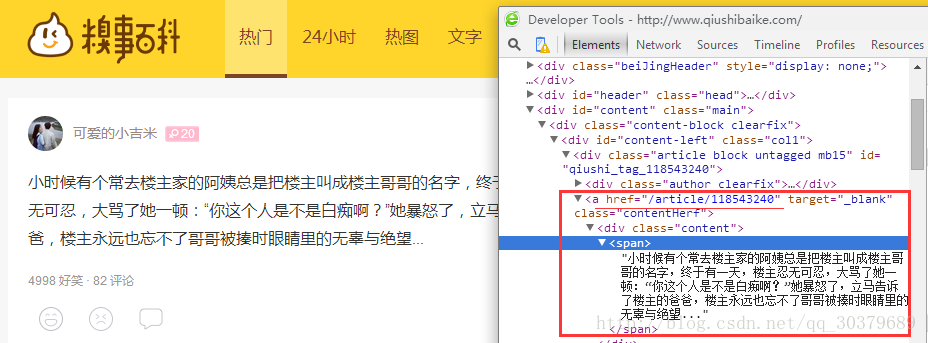 糗事百科
热门
24小时
热图
文字
可爱的小吉米
20
小时候有个常去楼主家的阿姨总是把楼主叫成楼主哥哥的名字，终于
无可忍，大骂了她一顿：“你这个人是不是白痴啊？”她暴怒了，立马
爸，楼主永远也忘不了哥哥被揍时眼睛里的无辜与绝望...
4998 好笑 · 82 评论
Developer Tools - http://www.qiushibaike.com/
Elements Network Sources Timeline Profiles Resources
▶<div class="beiJingHeader" style="display: none;">
…</div>
▶<div id="header" class="head">…</div>
▼<div id="content" class="main">
▼<div class="content-block clearfix">
▼<div id="content-left" class="col1">
▼<div class="article block untagged mb15" id=
"qiushi_tag_118543240">
▶<div class="author clearfix">…</div>
▼<a href="/article/118543240" target="_blank"
class="contentHerf">
▼<div class="content">
▼<span>
"小时候有个常去楼主家的阿姨总是把楼主叫成楼主哥
哥的名字，终于有一天，楼主忍无可忍，大骂了她一
顿：“你这个人是不是白痴啊？”她暴怒了，立马告诉
了楼主的爸爸，楼主永远也忘不了哥哥被揍时眼睛里的
无辜与绝望..."
</span>
</div>
http://blog.csdn.net/qq_30379689